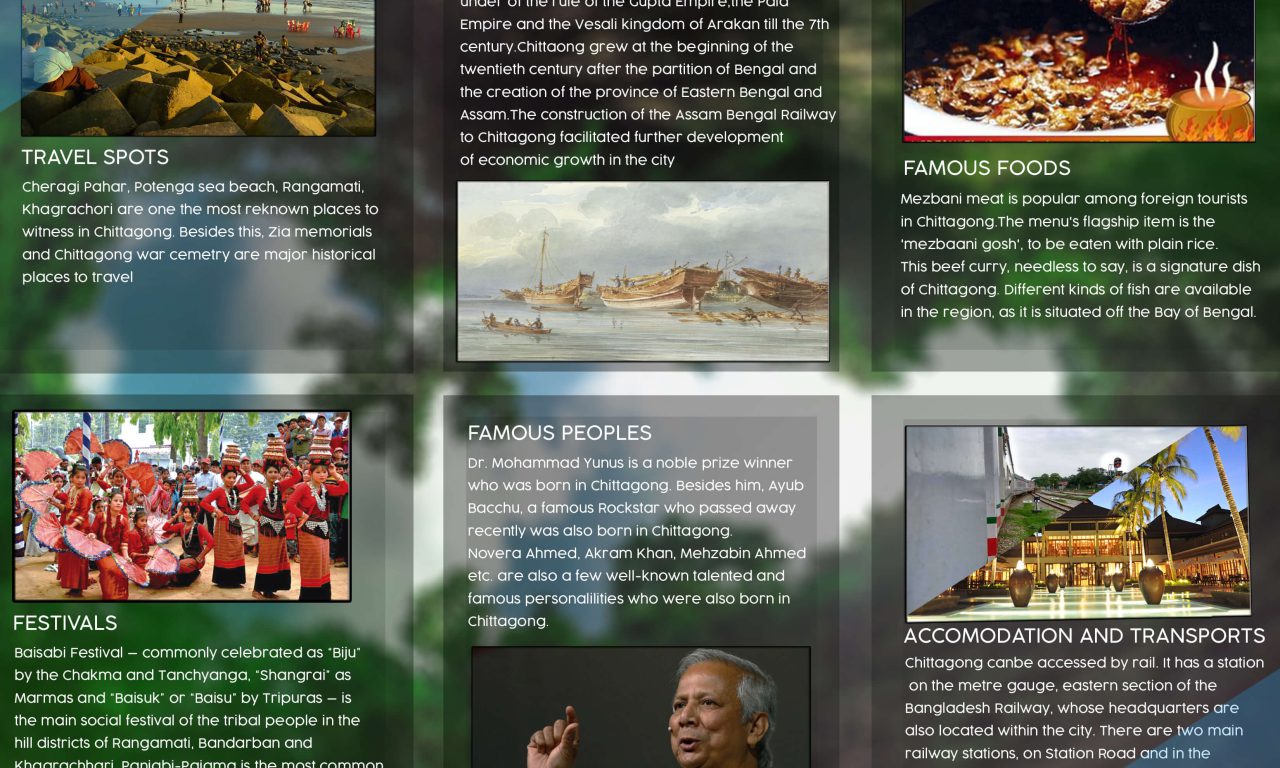 under of the rule of the Gupta Empire,the Pala
Empire and the Vesali kingdom of Arakan till the 7th
century.Chittaong grew at the beginning of the
twentieth century after the partition of Bengal and
the creation of the province of Eastern Bengal and
Assam.The construction of the Assam Bengal Railway
to Chittagong facilitated further development
of economic growth in the city
TRAVEL SPOTS
Cheragi Pahar, Potenga sea beach, Rangamati,
Khagrachori are one the most reknown places to
witness in Chittagong. Besides this, Zia memorials
and Chittagong war cemetry are major historical
places to travel
FAMOUS FOODS
Mezbani meat is popular among foreign tourists
in Chittagong.The menu's flagship item is the
'mezbaani gosh', to be eaten with plain rice.
This beef curry, needless to say, is a signature dish
of Chittagong. Different kinds of fish are available
in the region, as it is situated off the Bay of Bengal.
FESTIVALS
Baisabi Festival – commonly celebrated as "Biju"
by the Chakma and Tanchyanga, "Shangrai" as
Marmas and "Baisuk" or "Baisu" by Tripuras – is
the main social festival of the tribal people in the
hill districts of Rangamati, Bandarban and
Khagrachhari. Panjabi-Pajama is the most common
FAMOUS PEOPLES
Dr. Mohammad Yunus is a noble prize winner
who was born in Chittagong. Besides him, Ayub
Bacchu, a famous Rockstar who passed away
recently was also born in Chittagong.
Novera Ahmed, Akram Khan, Mehzabin Ahmed
etc. are also a few well-known talented and
famous personalilities who were also born in
Chittagong.
ACCOMODATION AND TRANSPORTS
Chittagong canbe accessed by rail. It has a station
on the metre gauge, eastern section of the
Bangladesh Railway, whose headquarters are
also located within the city. There are two main
railway stations, on Station Road and in the